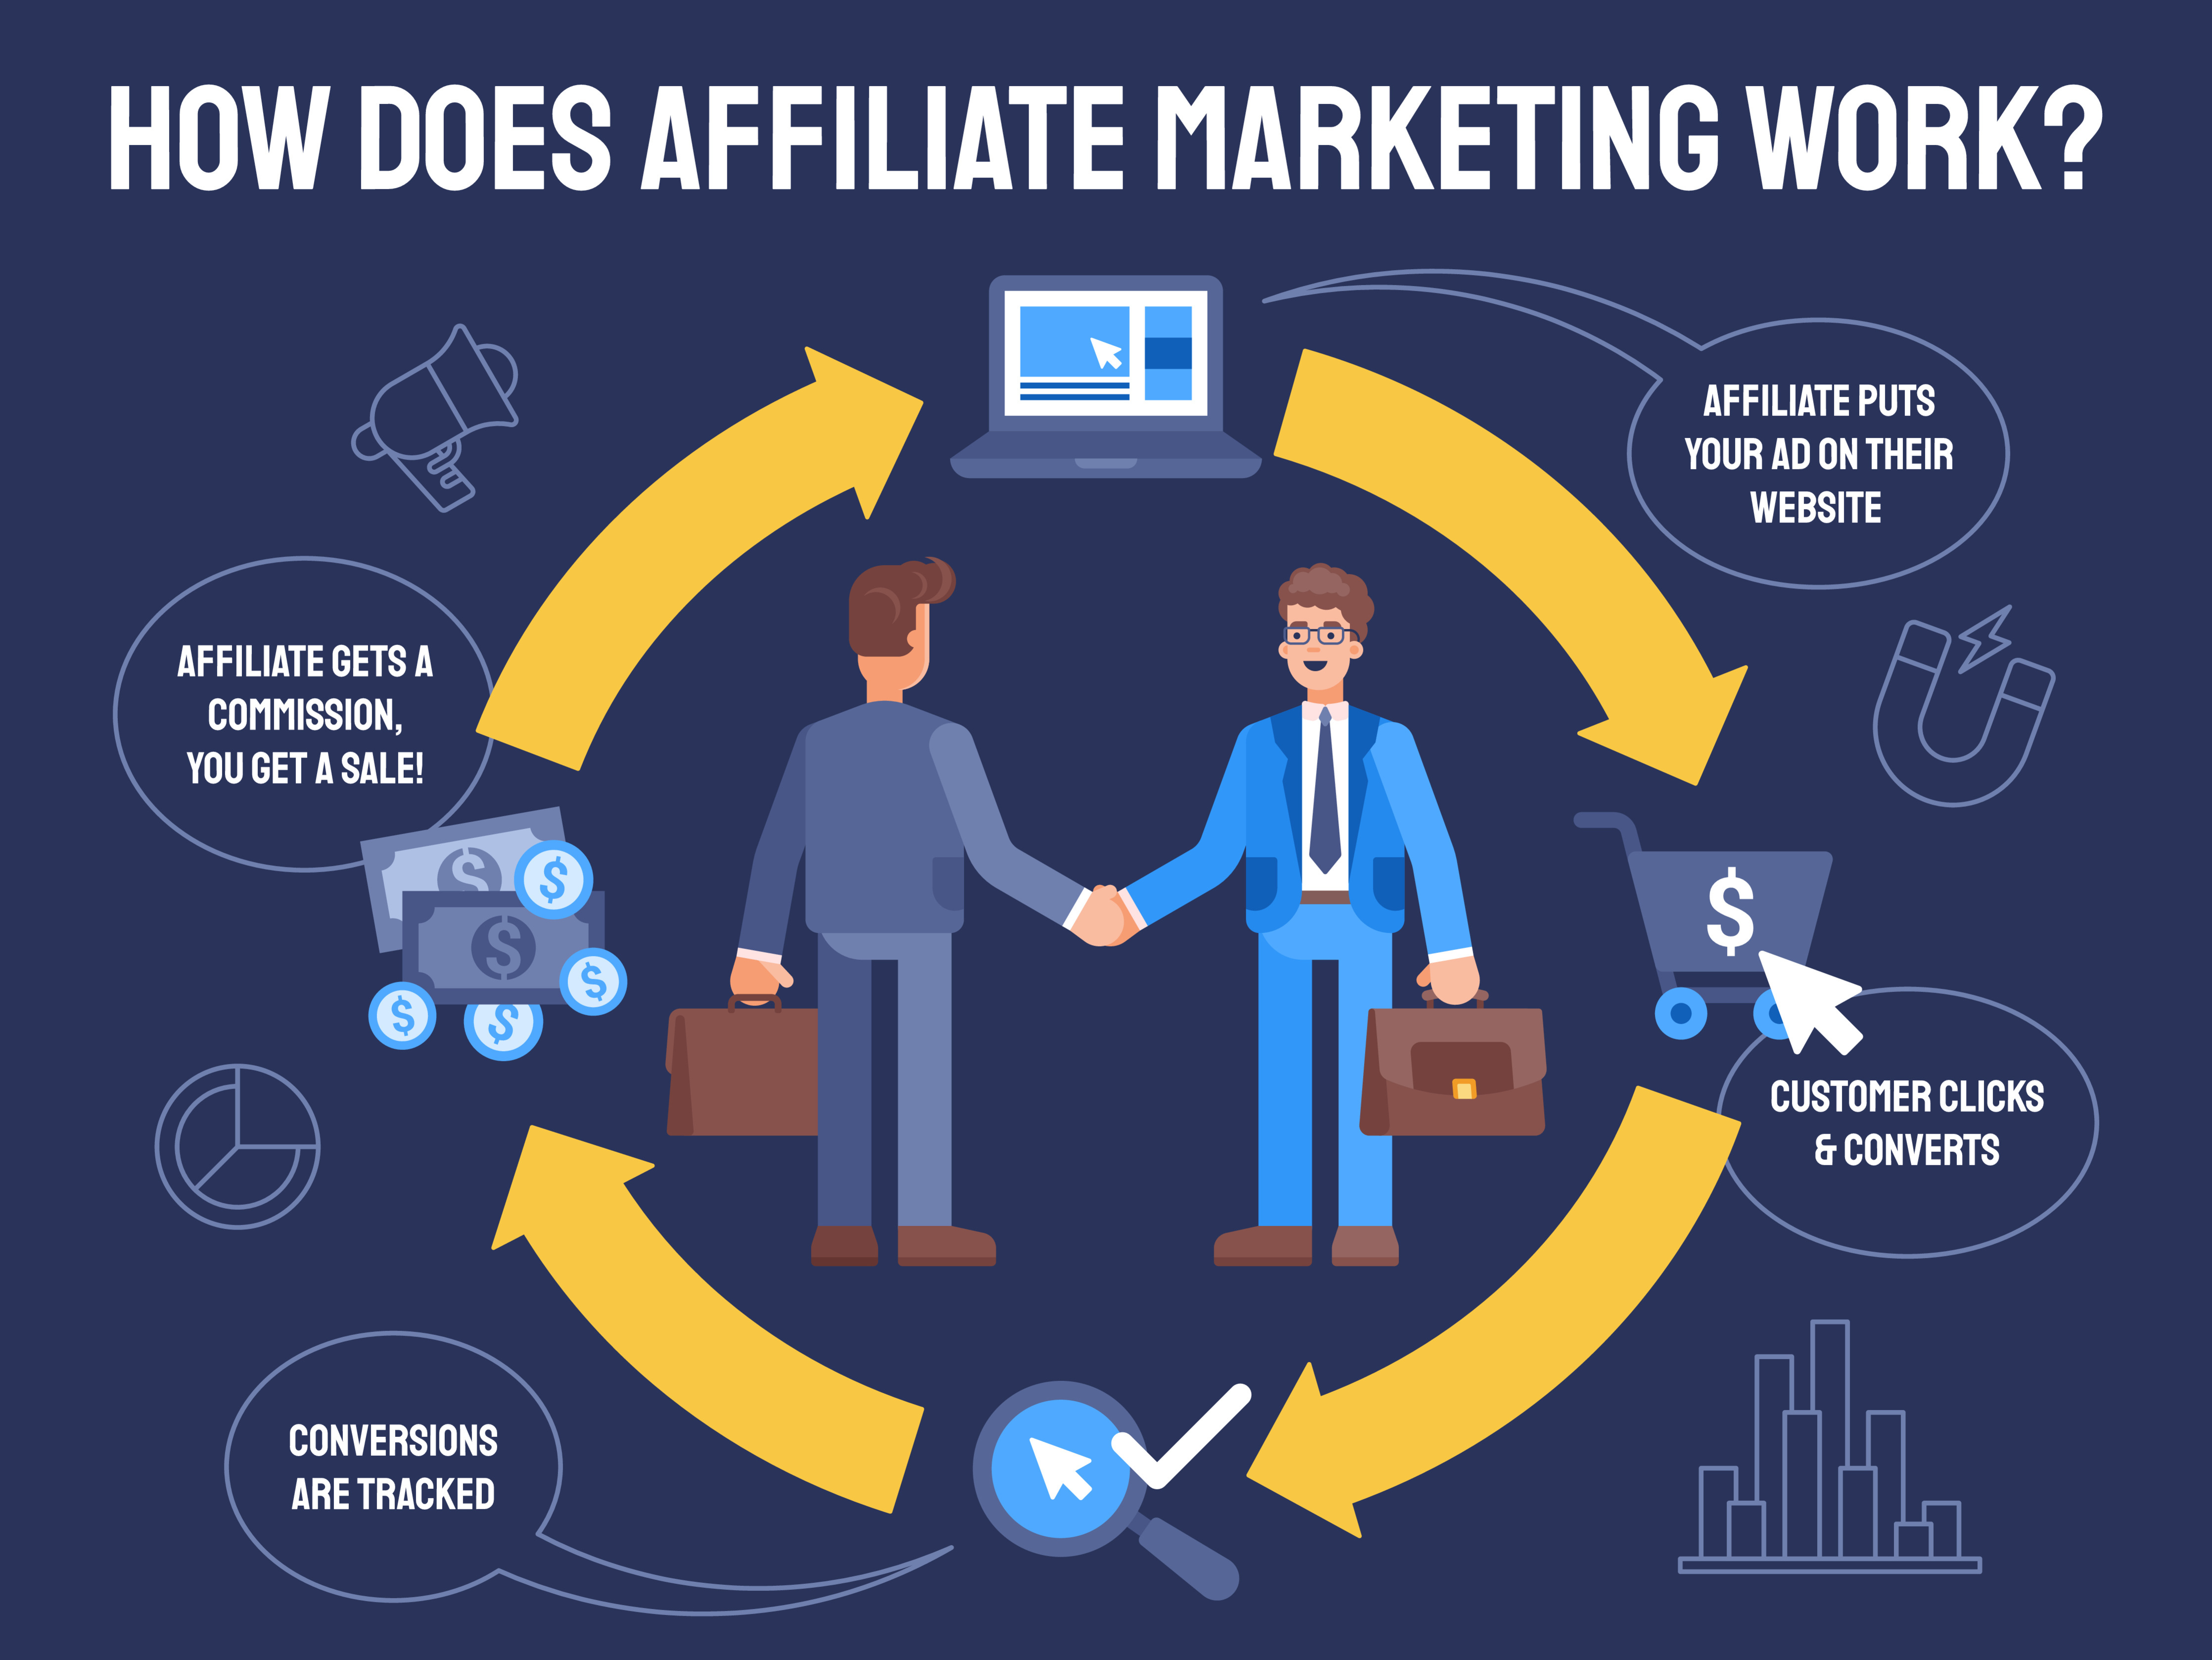 HOW DOES AFFILIATE MARKETING WORK?
AFFILIATE PUTS
YOUR AD ON THEIR
WEBSITE
AFFILIATE GETS A
COMMISSION,
YOU GET A SALE!
$
$
$
$
$
$
$
CUSTOMER CLICKS
& CONVERTS
CONVERSIONS
ARE TRACKED